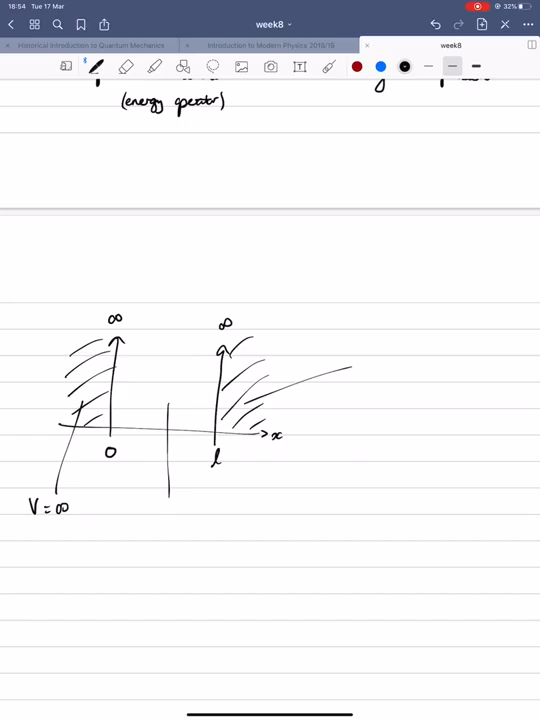 18:54 Tue 17 Mar
32%
week8
Historical Introduction to Quantum Mechanics
Introduction to Modern Physics 2018/19
week8
(energy operator)
∞
∞
x
0
l
V = ∞